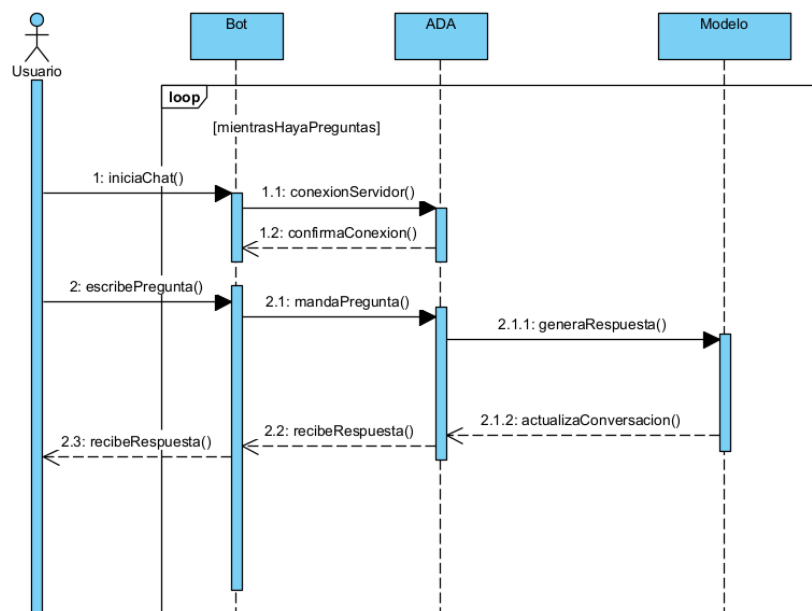 Bot
ADA
Modelo
Usuario
loop
[mientrasHayaPreguntas]
1: iniciaChat()
1.1: conexionServidor()
1.2: confirmaConexion()
2: escribePregunta()
2.1: mandaPregunta()
2.1.1: generaRespuesta()
2.1.2: actualizaConversacion()
2.2: recibeRespuesta()
2.3: recibeRespuesta()